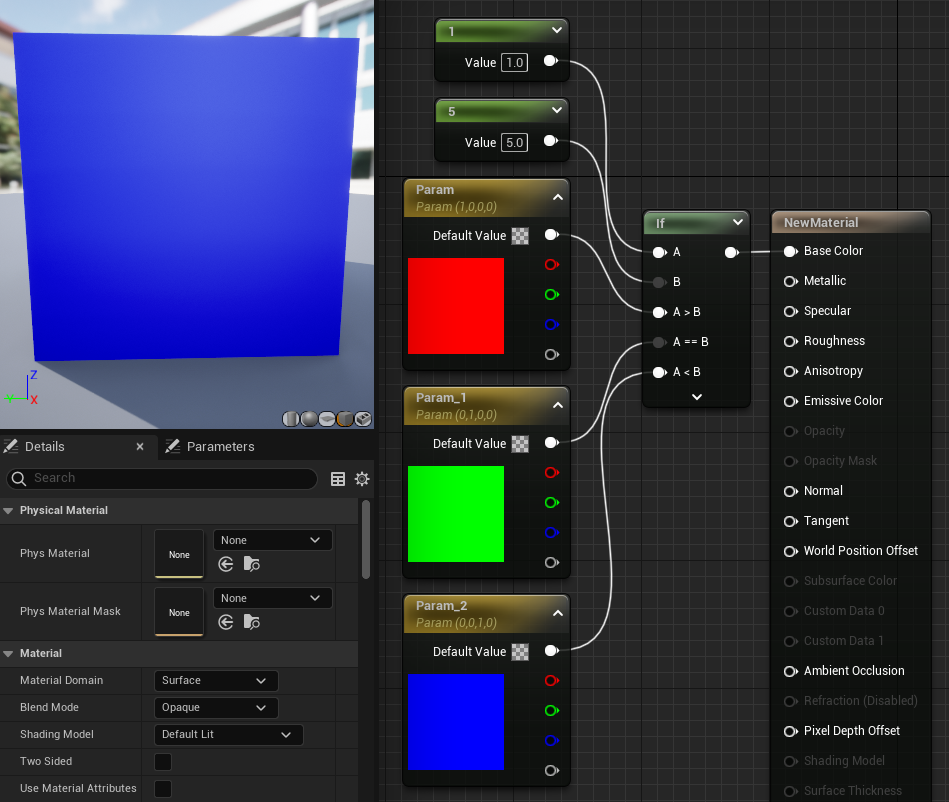 1
Value 1.0
5
Value 5.0
Param
Param (1,0,0,0)
Default Value
Param_1
Param (0,1,0,0)
Default Value
Param_2
Param (0,0,1,0)
Default Value
If
A
B
A > B
A == B
A < B
NewMaterial
Base Color
Metallic
Specular
Roughness
Anisotropy
Emissive Color
Opacity
Opacity Mask
Normal
Tangent
World Position Offset
Subsurface Color
Custom Data 0
Custom Data 1
Ambient Occlusion
Refraction (Disabled)
Pixel Depth Offset
Shading Model
Surface Thickness
Z
Y
X
Details
Parameters
Search
Physical Material
Phys Material
None
None
Phys Material Mask
None
None
Material
Material Domain
Surface
Blend Mode
Opaque
Shading Model
Default Lit
Two Sided
Use Material Attributes